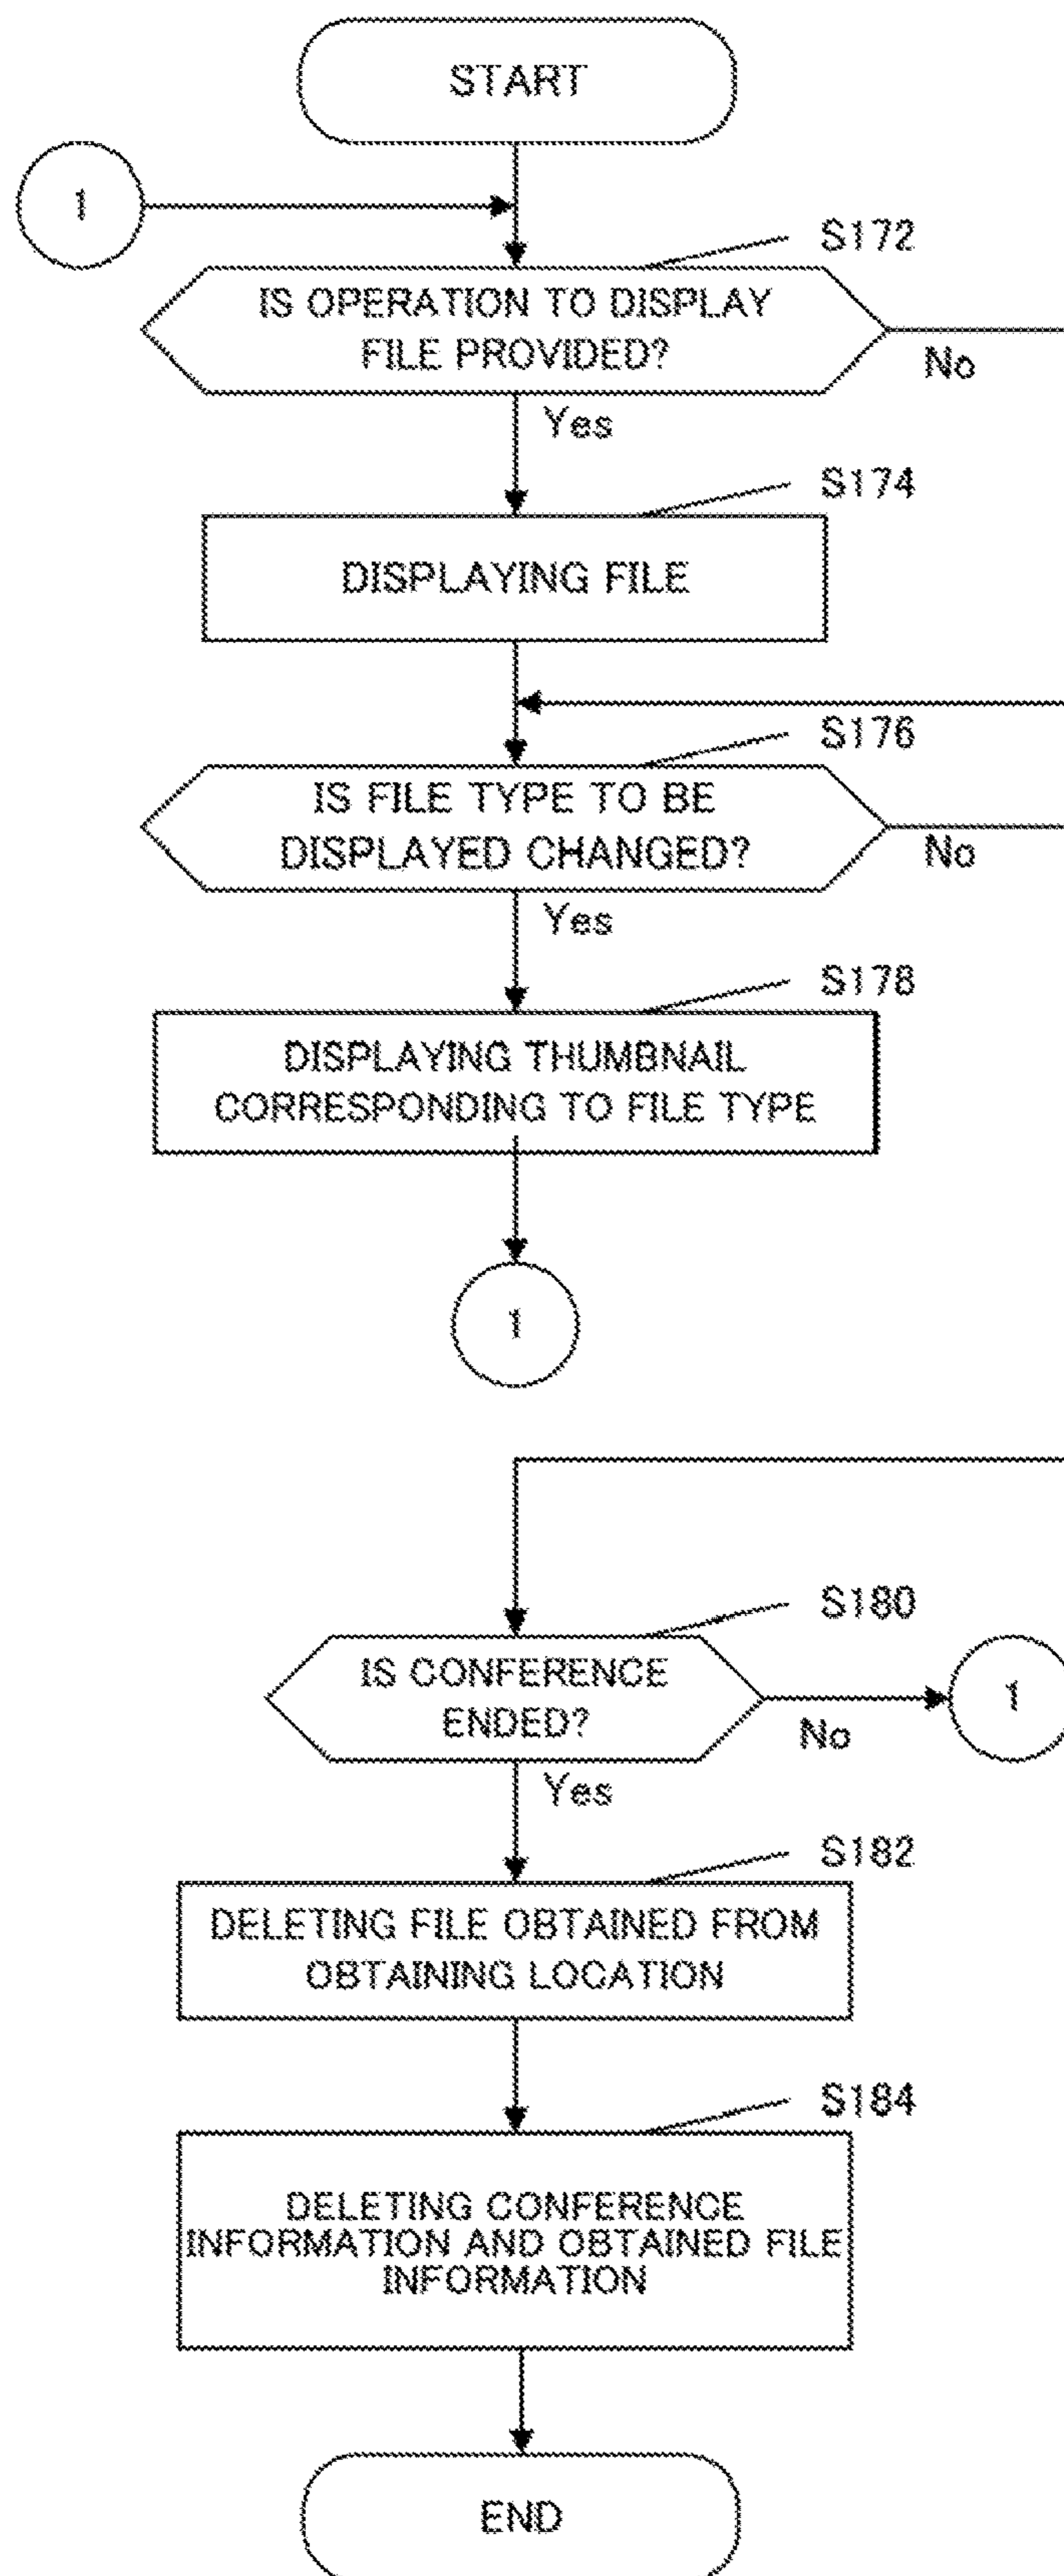 START
1
S172
IS OPERATION TO DISPLAY
FILE PROVIDED?
No
Yes
S174
DISPLAYING FILE
S176
IS FILE TYPE TO BE
DISPLAYED CHANGED?
No
Yes
S178
DISPLAYING THUMBNAIL
CORRESPONDING TO FILE TYPE
1
S180
IS CONFERENCE
ENDED?
No
1
Yes
S182
DELETING FILE OBTAINED FROM
OBTAINING LOCATION
S184
DELETING CONFERENCE
INFORMATION AND OBTAINED FILE
INFORMATION
END